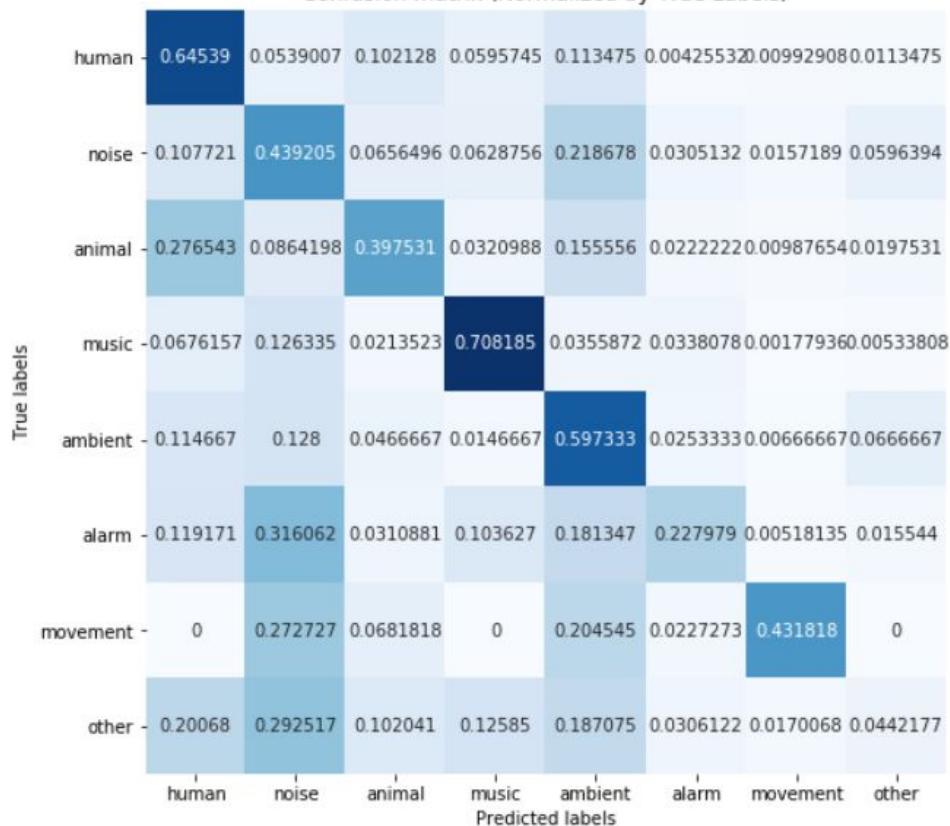 human 0.64539 0.0539007 0.102128 0.0595745 0.113475 0.00425532 0.00992908 0.0113475
noise 0.107721 0.439205 0.0656496 0.0628756 0.218678 0.0305132 0.0157189 0.0596394
animal 0.276543 0.0864198 0.397531 0.0320988 0.155556 0.0222222 0.00987654 0.0197531
music 0.0676157 0.126335 0.0213523 0.708185 0.0355872 0.0338078 0.00177936 0.00533808
True labels
ambient 0.114667 0.128 0.0466667 0.0146667 0.597333 0.0253333 0.00666667 0.0666667
alarm 0.119171 0.316062 0.0310881 0.103627 0.181347 0.227979 0.00518135 0.015544
movement 0 0.272727 0.0681818 0 0.204545 0.0227273 0.431818 0
other 0.20068 0.292517 0.102041 0.12585 0.187075 0.0306122 0.0170068 0.0442177
human noise animal music ambient alarm movement other
Predicted labels